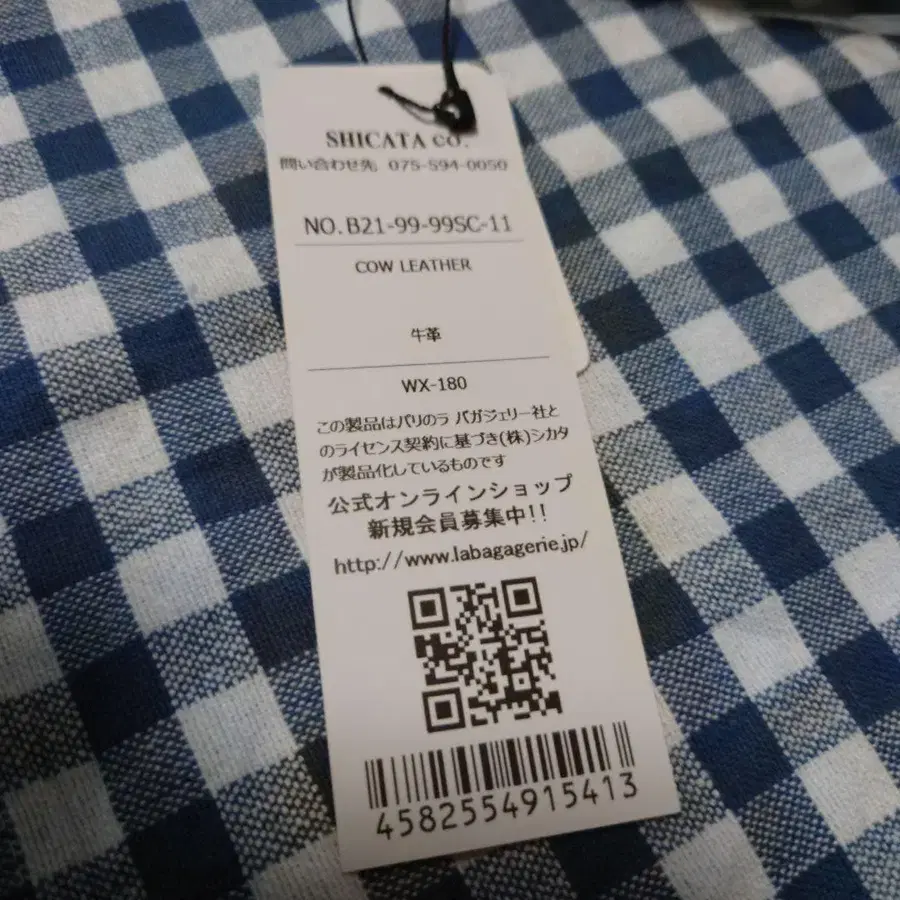 SHICATA CO.
問い合わせ先 075-594-0050
NO. B21-99-99SC-11
COW LEATHER
牛革
WX-180
この製品はパリのラ バガジェリー社と
のライセンス契約に基づき(株)シカタ
が製品化しているものです
公式オンラインショップ
新規会員募集中!!
http://www.labagagerie.jp/
4582554915413